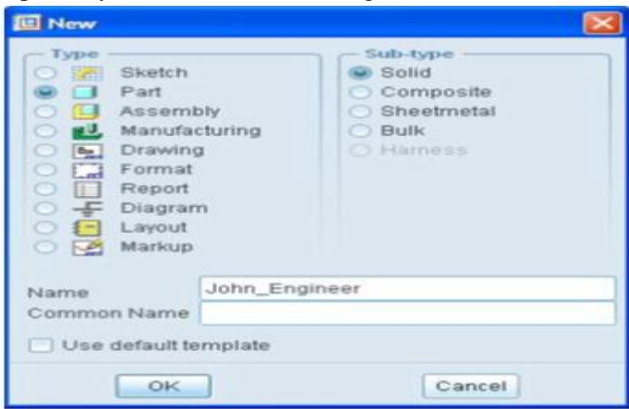 New
Type
Sketch
Part
Assembly
Manufacturing
Drawing
Format
Report
Diagram
Layout
Markup
Sub-type
Solid
Composite
Sheetmetal
Bulk
Harness
Name John_Engineer
Common Name
Use default template
OK Cancel